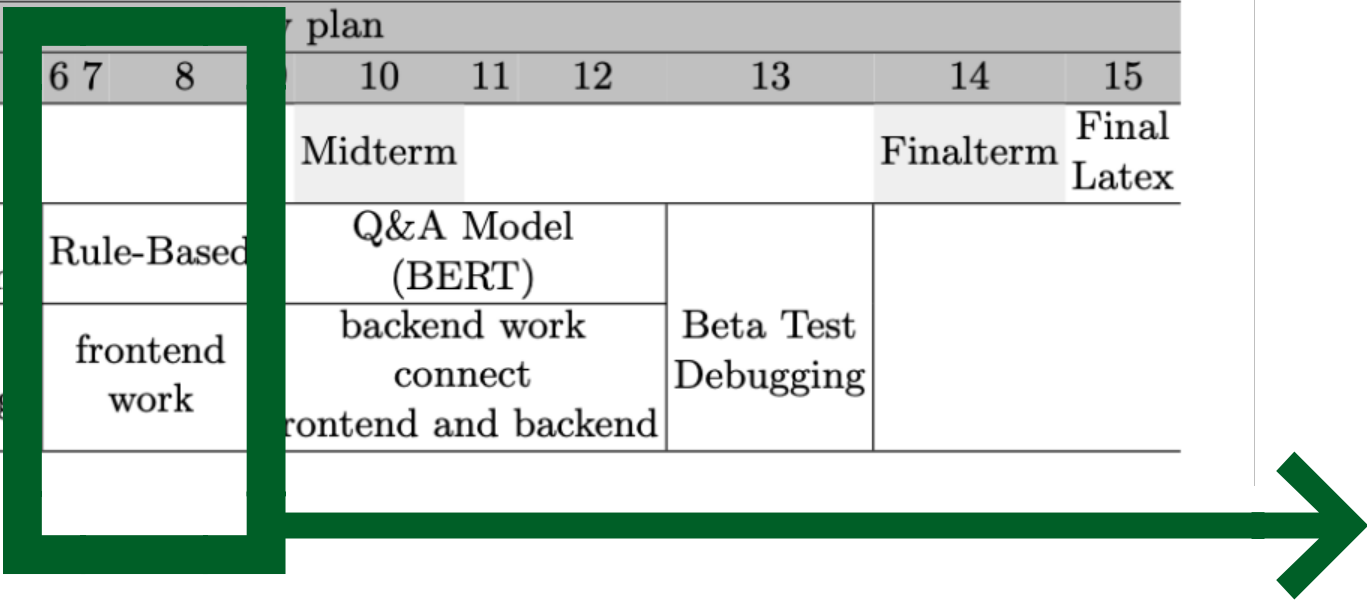 plan
6 7 8 10 11 12 13 14 15
Midterm Finalterm Final
Latex
Rule-Based Q&A Model
(BERT)
frontend
work
backend work
connect
and backend
Beta Test
Debugging